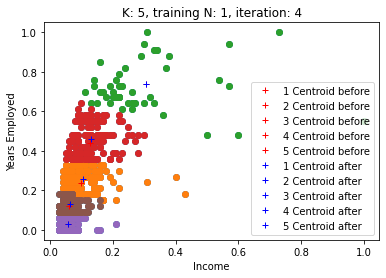 K: 5, training N: 1, iteration: 4
Years Employed
1.0
0.8
0.6
0.4
0.2
0.0
1 Centroid before
2 Centroid before
3 Centroid before
4 Centroid before
5 Centroid before
1 Centroid after
2 Centroid after
3 Centroid after
4 Centroid after
5 Centroid after
0.0 0.2 0.4 0.6 0.8 1.0
Income